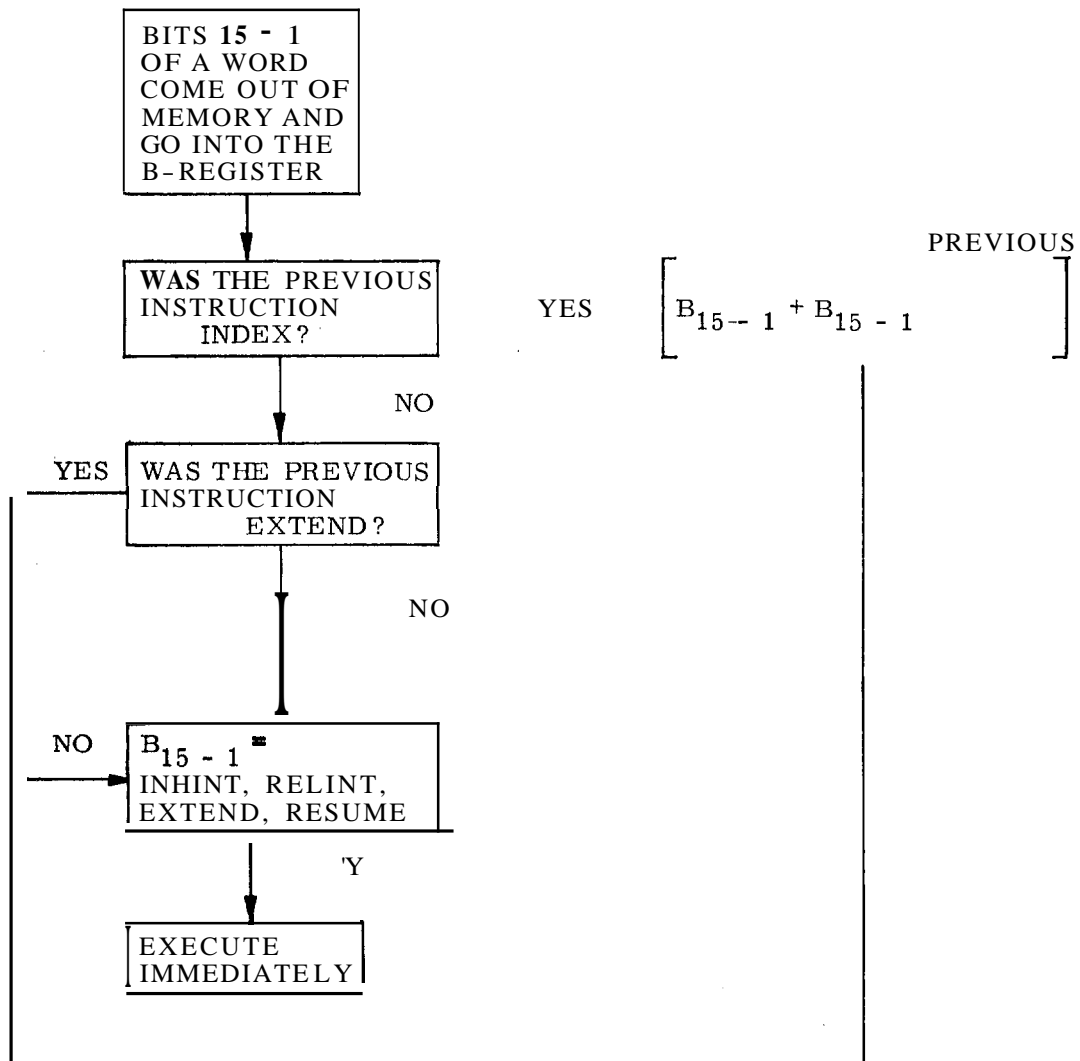 BITS 15 - 1
OF A WORD
COME OUT OF
MEMORY AND
GO INTO THE
B-REGISTER
WAS THE PREVIOUS
INSTRUCTION
INDEX?
YES
PREVIOUS
B15-- 1 + B15 - 1
NO
YES
WAS THE PREVIOUS
INSTRUCTION
EXTEND?
NO
NO
B15 - 1 =
INHINT, RELINT,
EXTEND, RESUME
'Y
EXECUTE
IMMEDIATELY